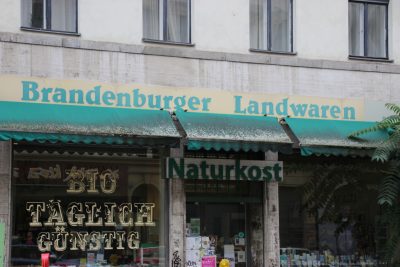 Brandenburger Landwaren
Naturkost
BIO
TÄGLICH
GÜNSTIG